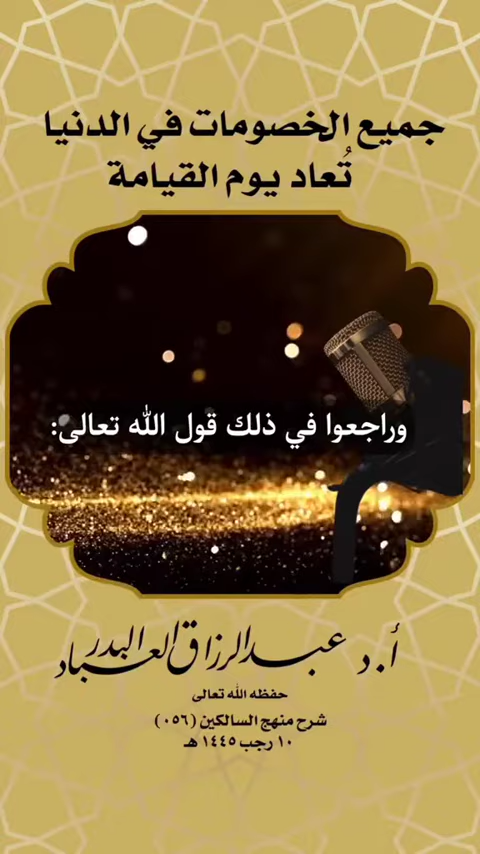 جميع الخصومات في الدنيا
تُعاد يوم القيامة
وراجعوا في ذلك قول الله تعالى:
أ.د عبدالرزاق البدر
العباد
حفظه الله تعالى
شرح منهج السالكين (٠٥٦)
١٠ رجب ١٤٤٥ هـ